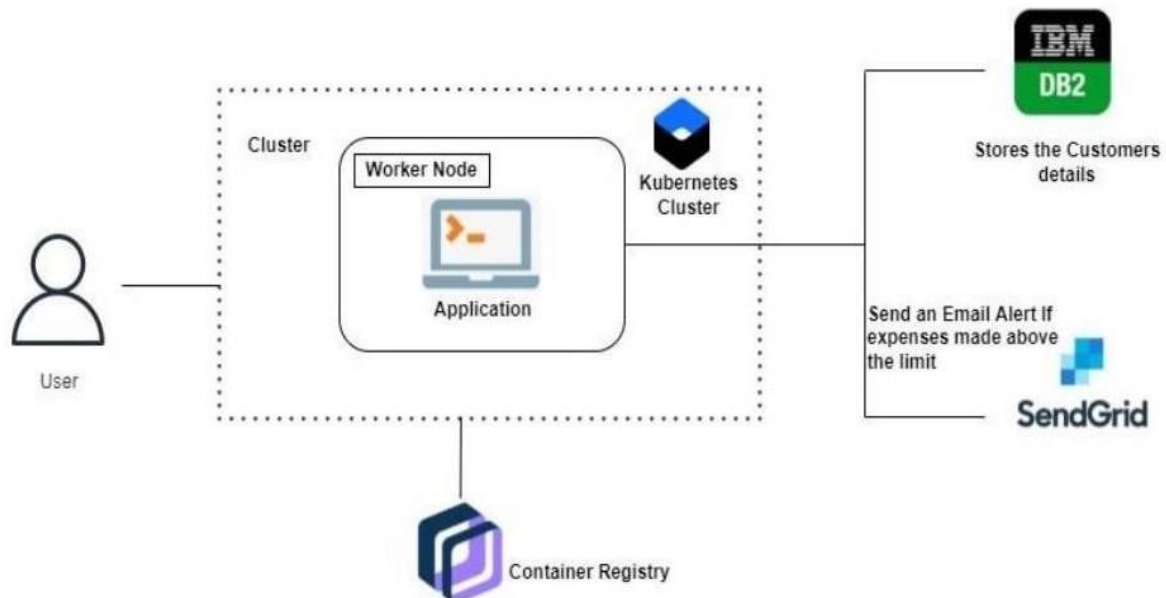 IBM
DB2
Stores the Customers
details
Cluster
Worker Node
Kubernetes
Cluster
Application
User
Send an Email Alert If
expenses made above
the limit
SendGrid
Container Registry